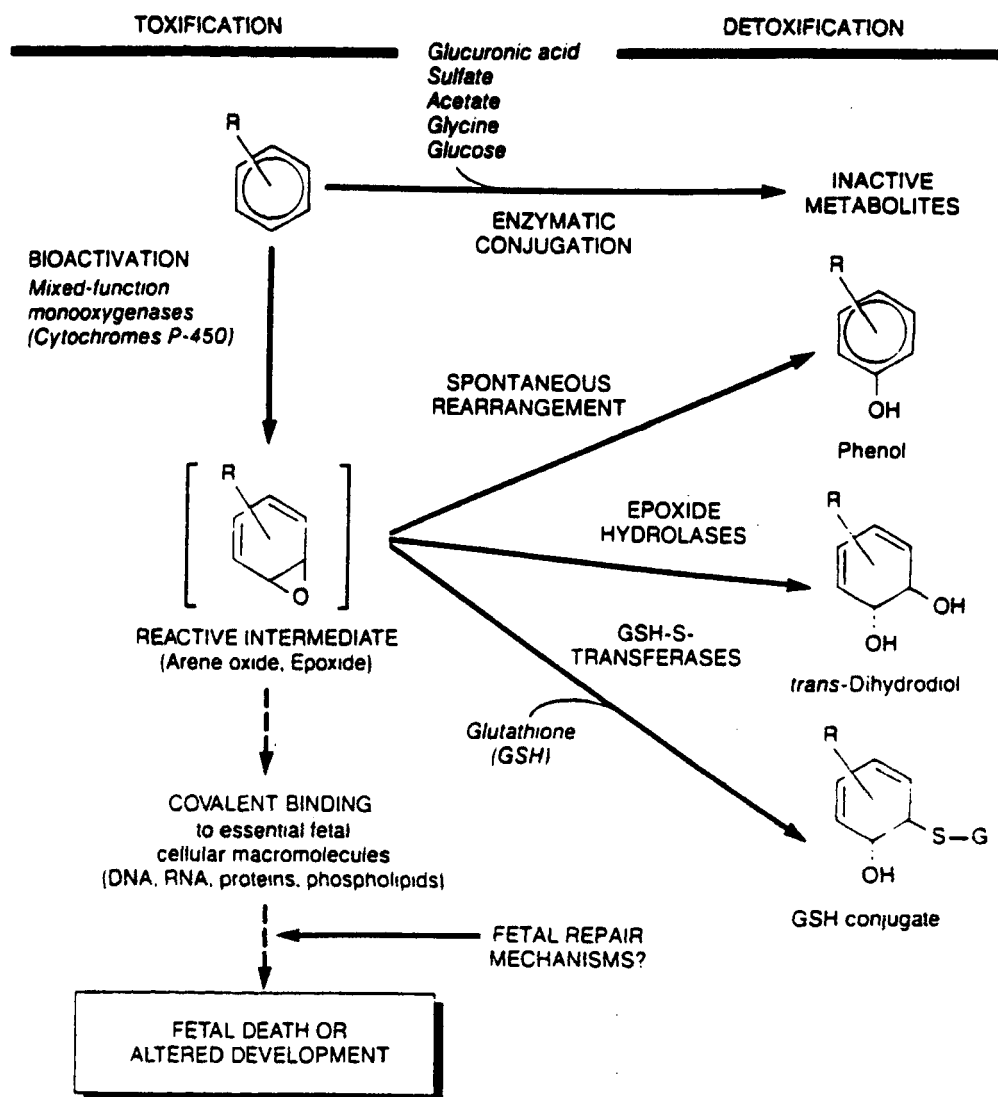 TOXIFICATION
DETOXIFICATION
Glucuronic acid
Sulfate
Acetate
Glycine
Glucose
R
INACTIVE
METABOLITES
ENZYMATIC
CONJUGATION
BIOACTIVATION
Mixed-function
monooxygenases
(Cytochromes P-450)
R
OH
Phenol
SPONTANEOUS
REARRANGEMENT
R
O
REACTIVE INTERMEDIATE
(Arene oxide, Epoxide)
EPOXIDE
HYDROLASES
R
OH
OH
trans-Dihydrodiol
GSH-S-
TRANSFERASES
Glutathione
(GSH)
R
S-G
OH
GSH conjugate
COVALENT BINDING
to essential fetal
cellular macromolecules
(DNA, RNA, proteins, phospholipids)
FETAL REPAIR
MECHANISMS?
FETAL DEATH OR
ALTERED DEVELOPMENT